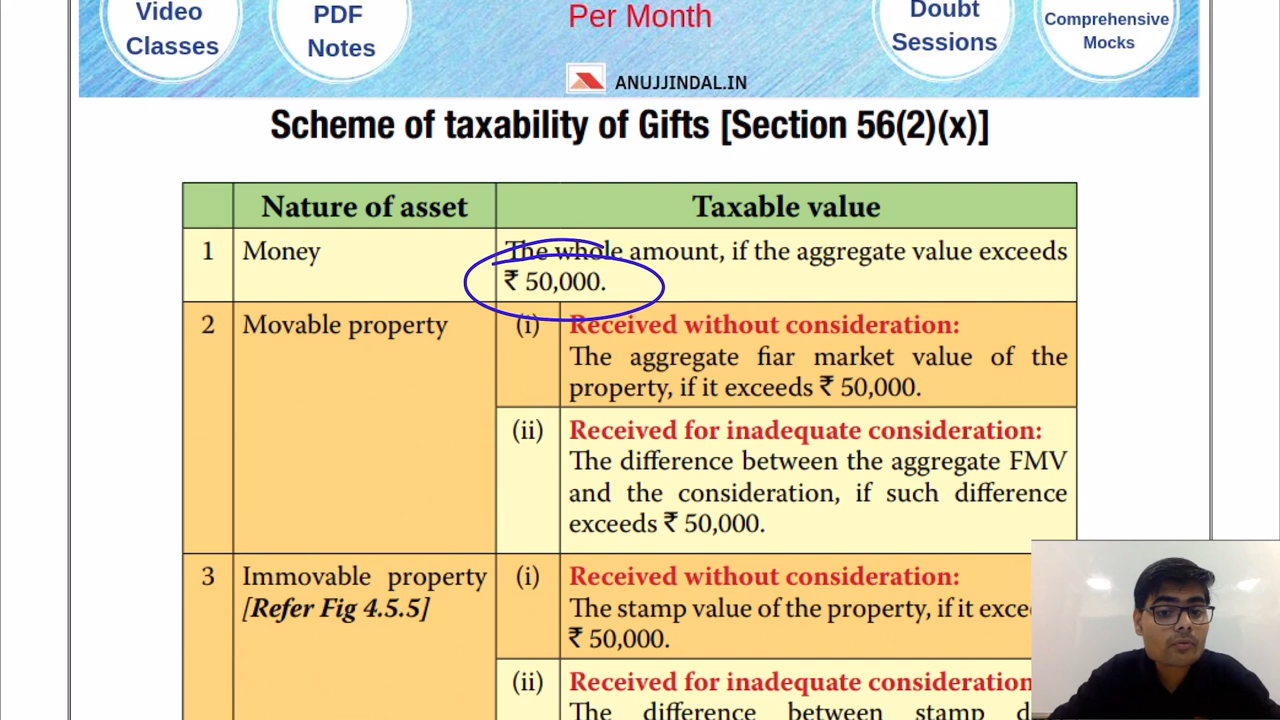 Video
Classes
PDF
Notes
Per Month
Doubt
Sessions
Comprehensive
Mocks
ANUJJINDAL.IN
Scheme of taxability of Gifts [Section 56(2)(x)]
Nature of asset
Taxable value
1
Money
The whole amount, if the aggregate value exceeds
₹ 50,000.
2
Movable property
(i)
Received without consideration:
The aggregate fiar market value of the
property, if it exceeds ₹ 50,000.
(ii)
Received for inadequate consideration:
The difference between the aggregate FMV
and the consideration, if such difference
exceeds ₹ 50,000.
3
Immovable property
[Refer Fig 4.5.5]
(i)
Received without consideration:
The stamp value of the property, if it excee
₹ 50,000.
(ii)
Received for inadequate consideration
The difference between stamp d